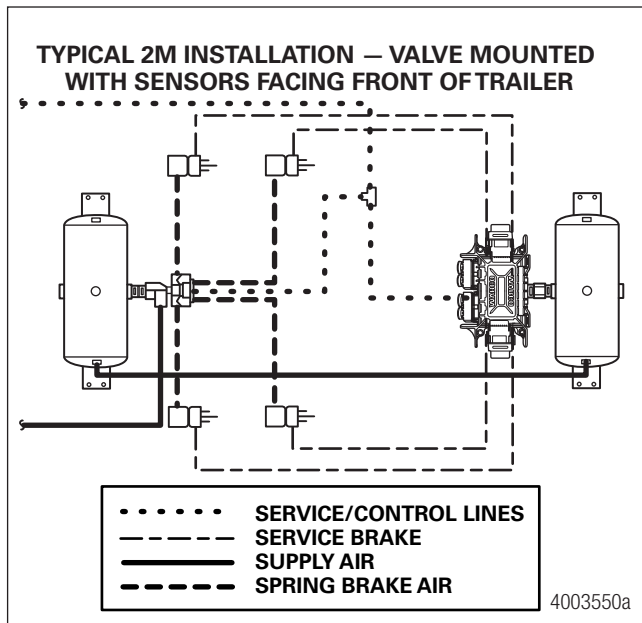 TYPICAL 2M INSTALLATION – VALVE MOUNTED
WITH SENSORS FACING FRONT OF TRAILER
SERVICE/CONTROL LINES
SERVICE BRAKE
SUPPLY AIR
SPRING BRAKE AIR
4003550a